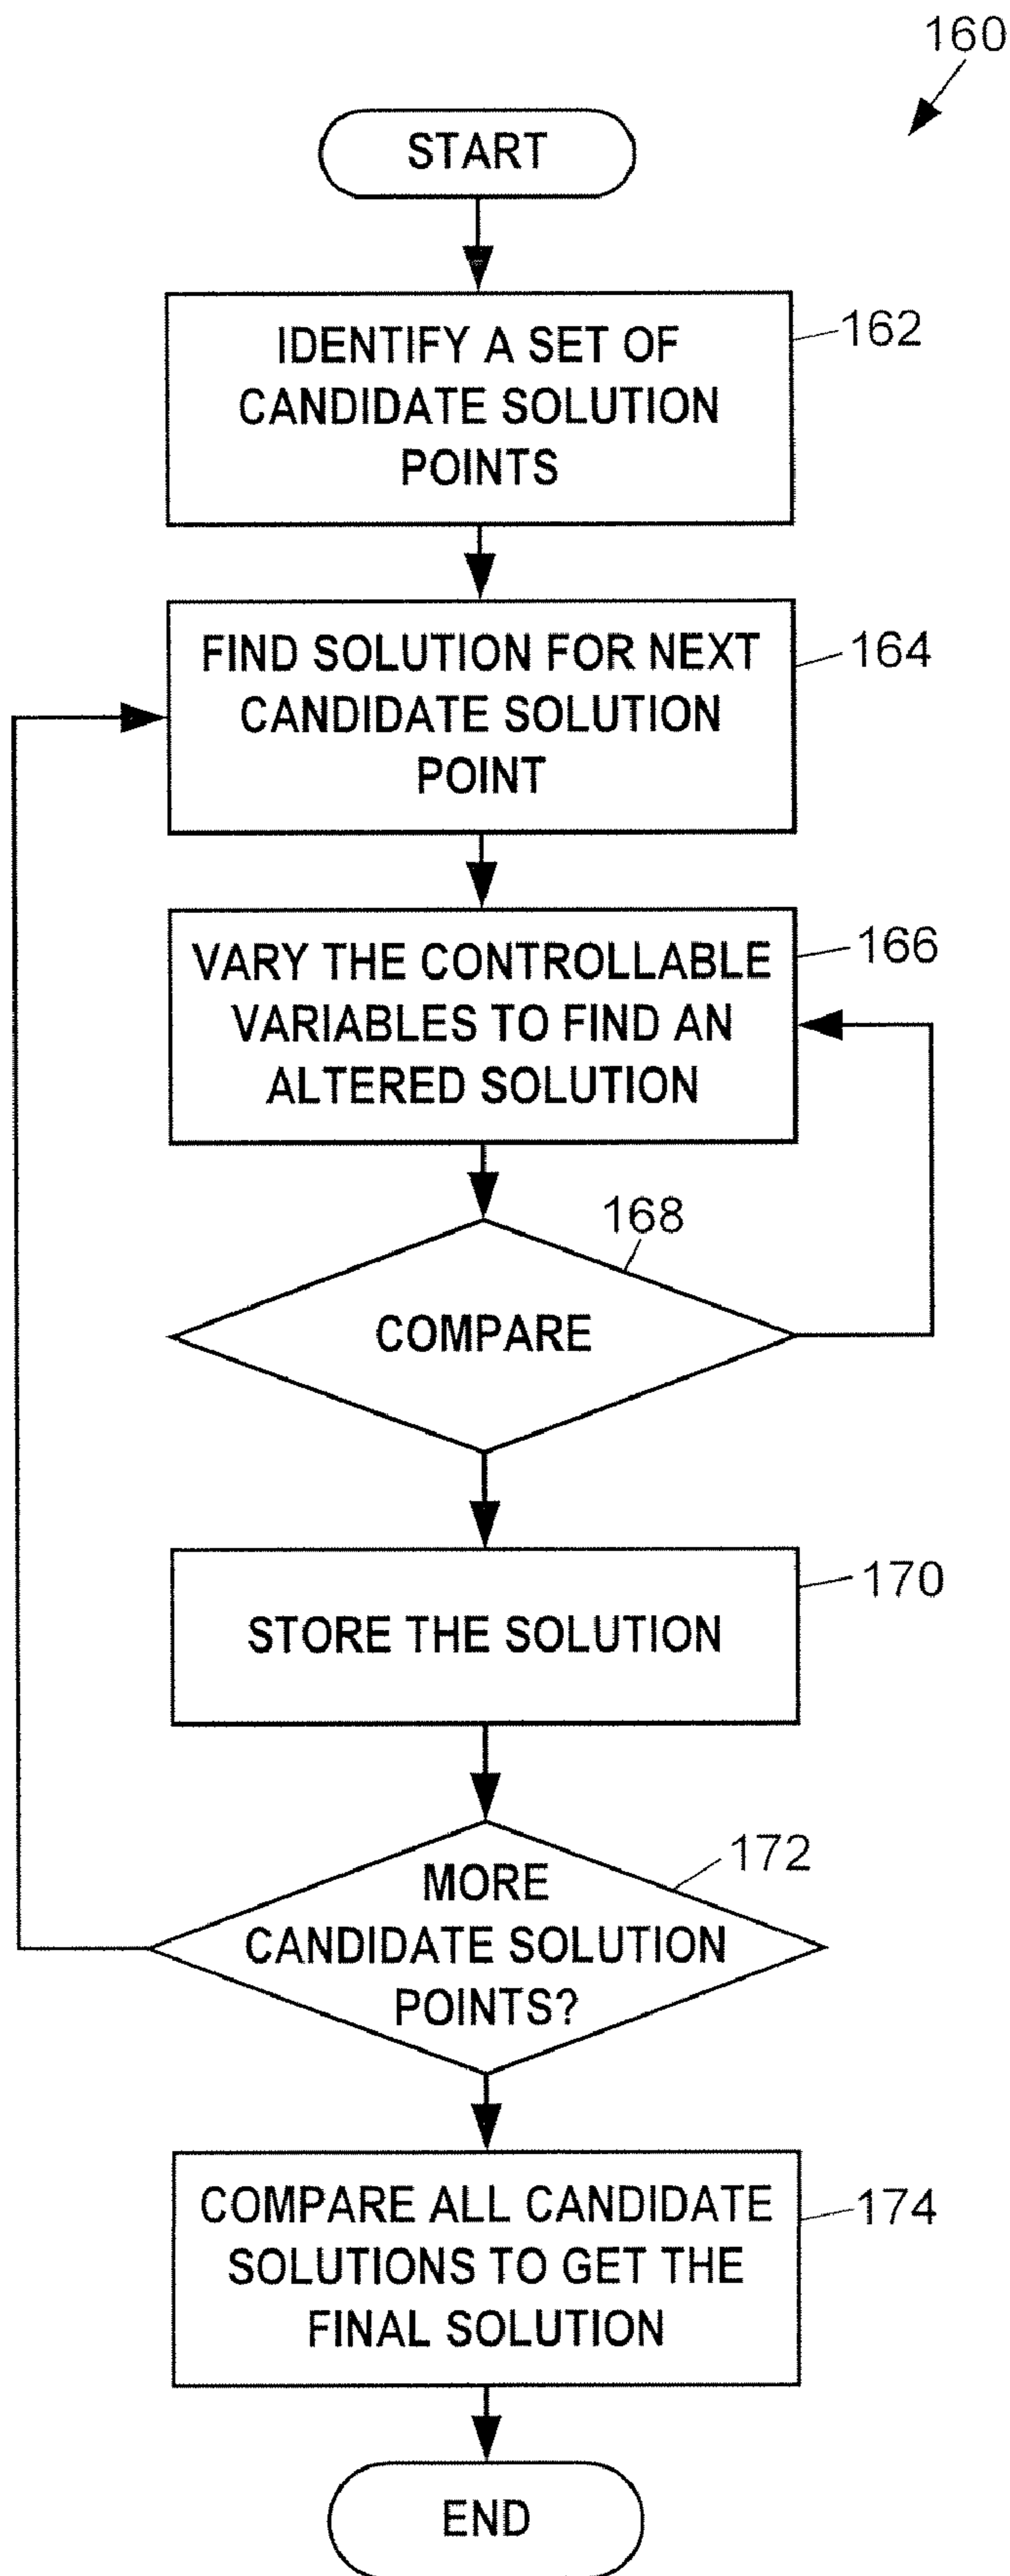 160
START
IDENTIFY A SET OF
CANDIDATE SOLUTION
POINTS
162
FIND SOLUTION FOR NEXT
CANDIDATE SOLUTION
POINT
164
VARY THE CONTROLLABLE
VARIABLES TO FIND AN
ALTERED SOLUTION
166
168
COMPARE
STORE THE SOLUTION
170
172
MORE
CANDIDATE SOLUTION
POINTS?
COMPARE ALL CANDIDATE
SOLUTIONS TO GET THE
FINAL SOLUTION
174
END